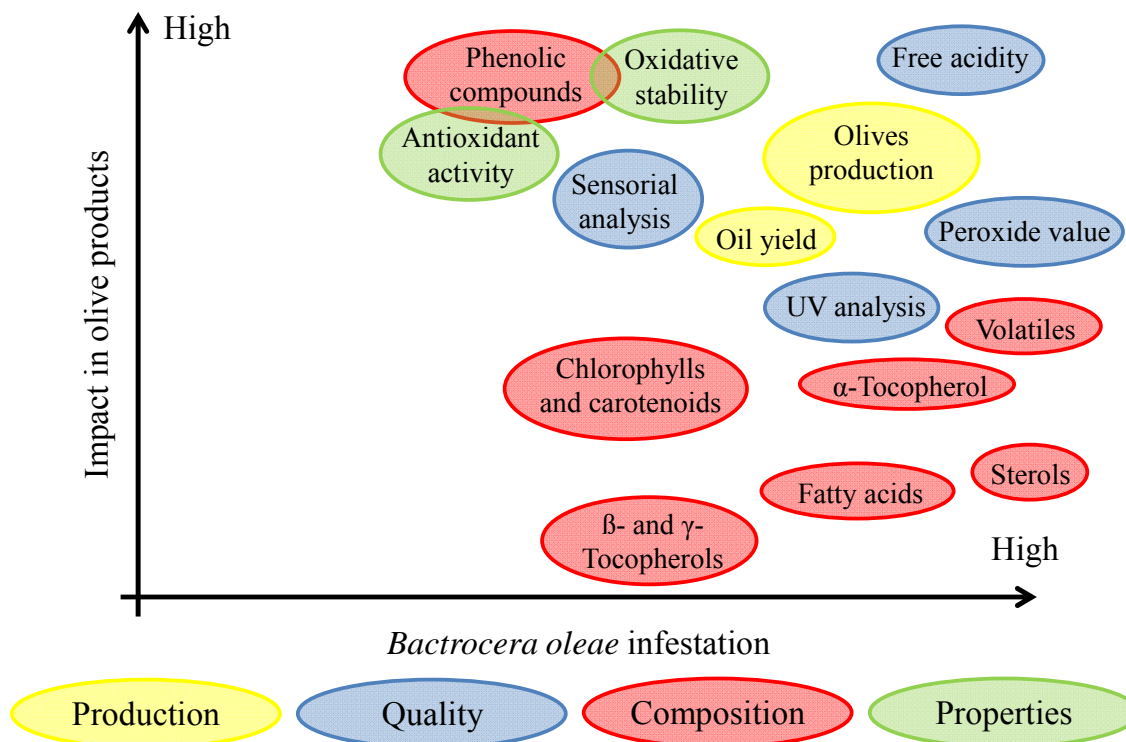 High
Phenolic
compounds
Oxidative
stability
Free acidity
Antioxidant
activity
Olives
production
Sensorial
analysis
Oil yield
Peroxide value
UV analysis
Volatiles
Chlorophylls
and carotenoids
α-Tocopherol
Sterols
Fatty acids
ß- and γ-
Tocopherols
High
Impact in olive products
Bactrocera oleae infestation
Production
Quality
Composition
Properties